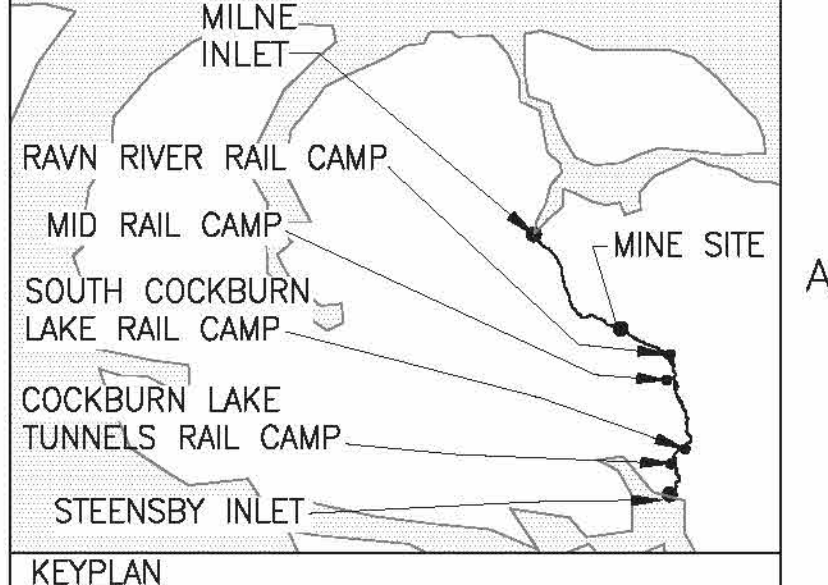 MILNE
INLET
RAVN RIVER RAIL CAMP
MID RAIL CAMP
MINE SITE
SOUTH COCKBURN
LAKE RAIL CAMP
COCKBURN LAKE
TUNNELS RAIL CAMP
STEENSBY INLET
KEYPLAN
A